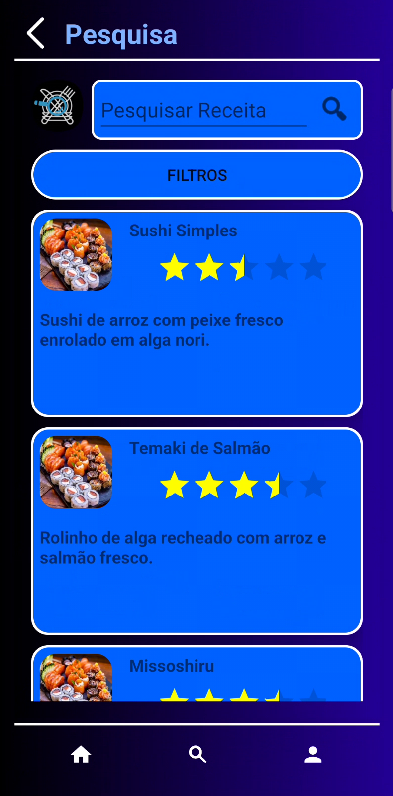 Pesquisa
Pesquisar Receita
FILTROS
Sushi Simples
Sushi de arroz com peixe fresco
enrolado em alga nori.
Temaki de Salmão
Rolinho de alga recheado com arroz e
salmão fresco.
Missoshiru